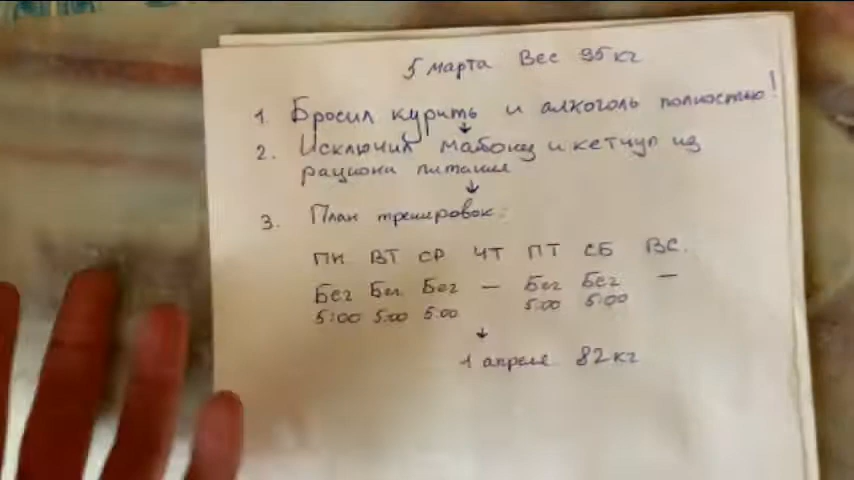 5 марта Вес 95 кг
1. Бросил курить и алкоголь полностью!
2. Исключил майонез и кетчуп из
рациона питания
3. План тренировок:
ПН ВТ СР ЧТ ПТ СБ ВС.
Бег Бег Бег — Бег Бег —
5:00 5:00 5:00 5:00 5:00
1 апреля 82 кг